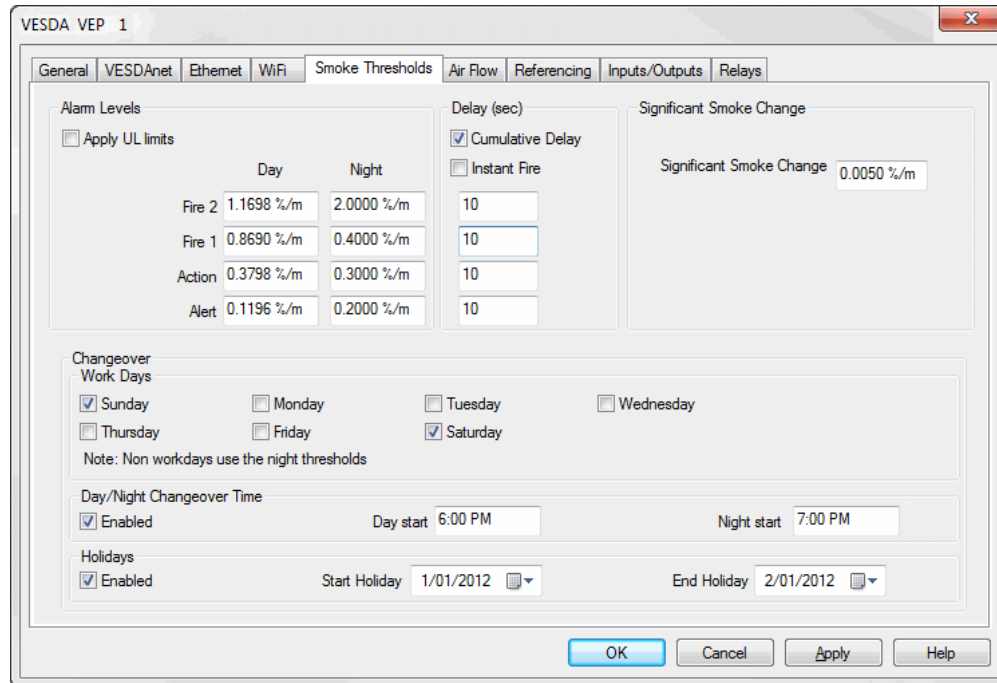 VESDA VEP 1
General VESDAnet Ethernet WiFi Smoke Thresholds Air Flow Referencing Inputs/Outputs Relays
Alarm Levels Delay (sec) Significant Smoke Change
Apply UL limits Cumulative Delay
Day Night Instant Fire Significant Smoke Change 0.0050 %/m
Fire 2 1.1698 %/m 2.0000 %/m 10
Fire 1 0.8690 %/m 0.4000 %/m 10
Action 0.3798 %/m 0.3000 %/m 10
Alert 0.1196 %/m 0.2000 %/m 10
Changeover
Work Days
Sunday Monday Tuesday Wednesday
Thursday Friday Saturday
Note: Non workdays use the night thresholds
Day/Night Changeover Time
Enabled Day start 6:00 PM Night start 7:00 PM
Holidays
Enabled Start Holiday 1/01/2012 End Holiday 2/01/2012
OK Cancel Apply Help